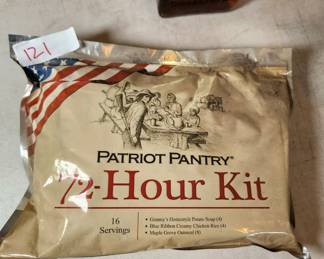 121
PATRIOT PANTRY®
72-Hour Kit
16
Servings
• Granny's Homestyle Potato Soup (4)
• Blue Ribbon Creamy Chicken Rice (4)
• Maple Grove Oatmeal (8)